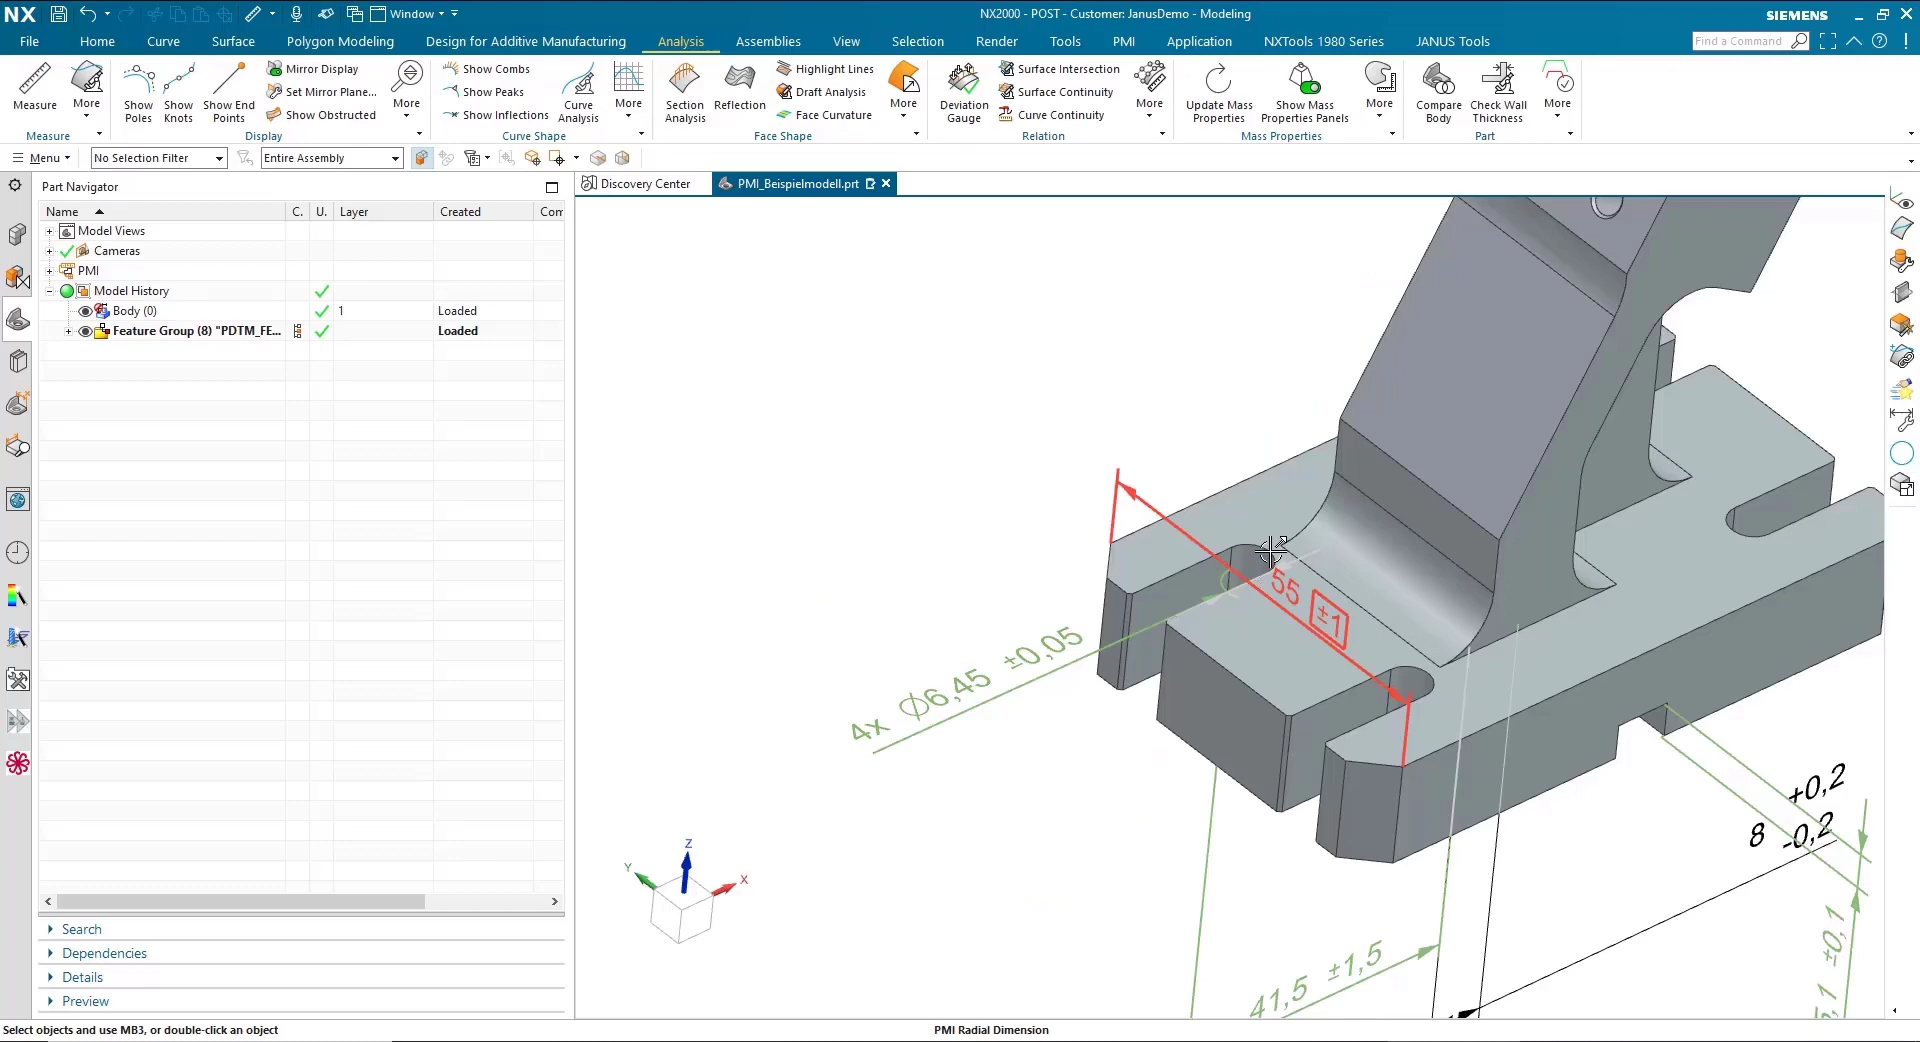 NX
Window
NX2000 - POST - Customer: JanusDemo - Modeling
SIEMENS
File
Home
Curve
Surface
Polygon Modeling
Design for Additive Manufacturing
Analysis
Assemblies
View
Selection
Render
Tools
PMI
Application
NXTools 1980 Series
JANUS Tools
Find a Command
Measure
More
Measure
Show Poles
Show Knots
Show End Points
Mirror Display
Set Mirror Plane...
Show Obstructed
More
Display
Show Combs
Show Peaks
Show Inflections
Curve Analysis
More
Curve Shape
Section Analysis
Reflection
Highlight Lines
Draft Analysis
Face Curvature
More
Face Shape
Deviation Gauge
Surface Intersection
Surface Continuity
Curve Continuity
More
Relation
Update Mass Properties
Show Mass Properties Panels
More
Mass Properties
Compare Body
Check Wall Thickness
More
Part
Menu
No Selection Filter
Entire Assembly
Part Navigator
Discovery Center
PMI_Beispielmodell.prt
Name
C.
U.
Layer
Created
Com
Model Views
Cameras
PMI
Model History
Body (0)
1
Loaded
Feature Group (8) "PDTM_FE...
Loaded
Search
Dependencies
Details
Preview
55 ±1
4x Ф6,45 ±0,05
+0,2
8 -0,2
41,5 ±1,5
,1 ±0,1
Z
Y
X
Select objects and use MB3, or double-click an object
PMI Radial Dimension